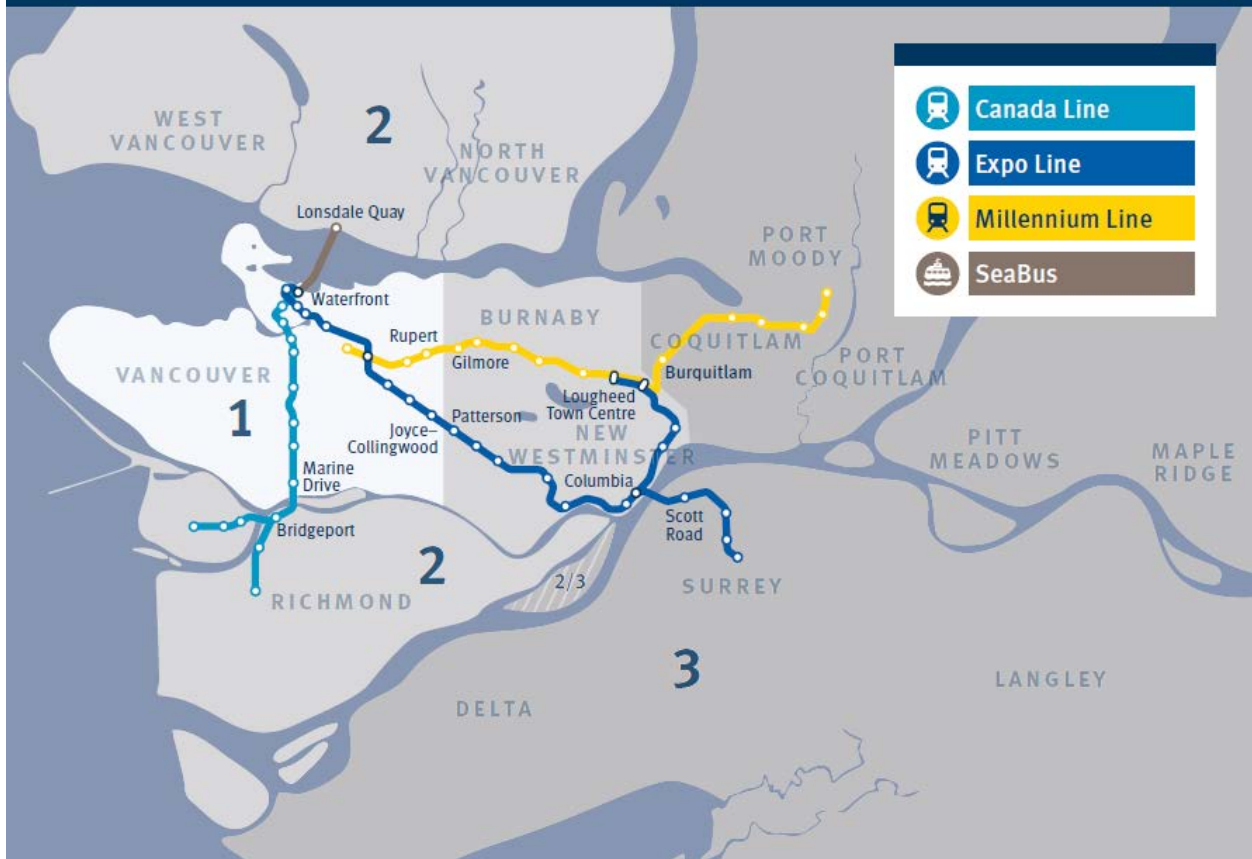 Canada Line
Expo Line
Millennium Line
SeaBus
WEST
VANCOUVER
2
NORTH
VANCOUVER
Lonsdale Quay
PORT
MOODY
Waterfront
BURNABY
Rupert
Gilmore
COQUITLAM
Burquitlam
PORT
COQUITLAM
VANCOUVER
1
Lougheed
Town Centre
Patterson
Joyce–
Collingwood
NEW
WESTMINSTER
PITT
MEADOWS
MAPLE
RIDGE
Marine
Drive
Columbia
Scott
Road
Bridgeport
2
2/3
RICHMOND
SURREY
3
LANGLEY
DELTA